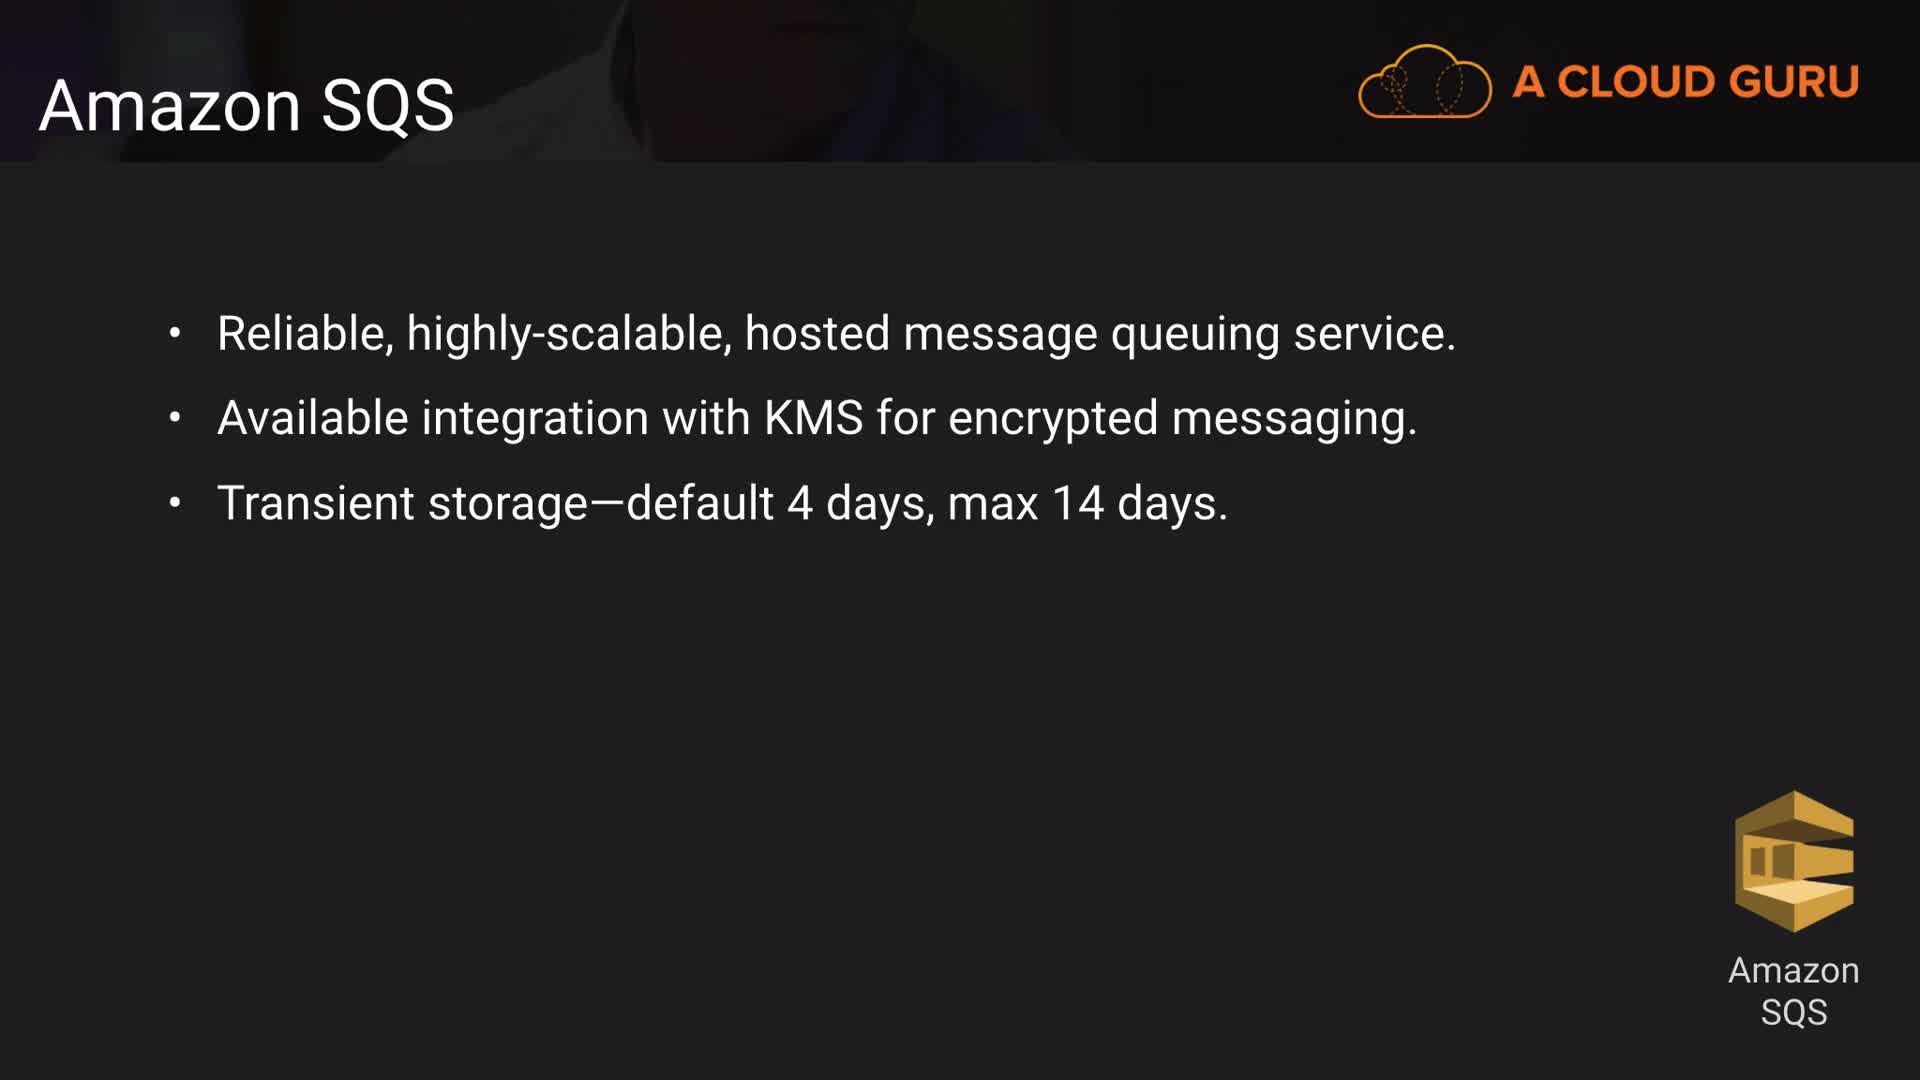 Amazon SQS
A CLOUD GURU
• Reliable, highly-scalable, hosted message queuing service.
• Available integration with KMS for encrypted messaging.
• Transient storage—default 4 days, max 14 days.
Amazon
SQS